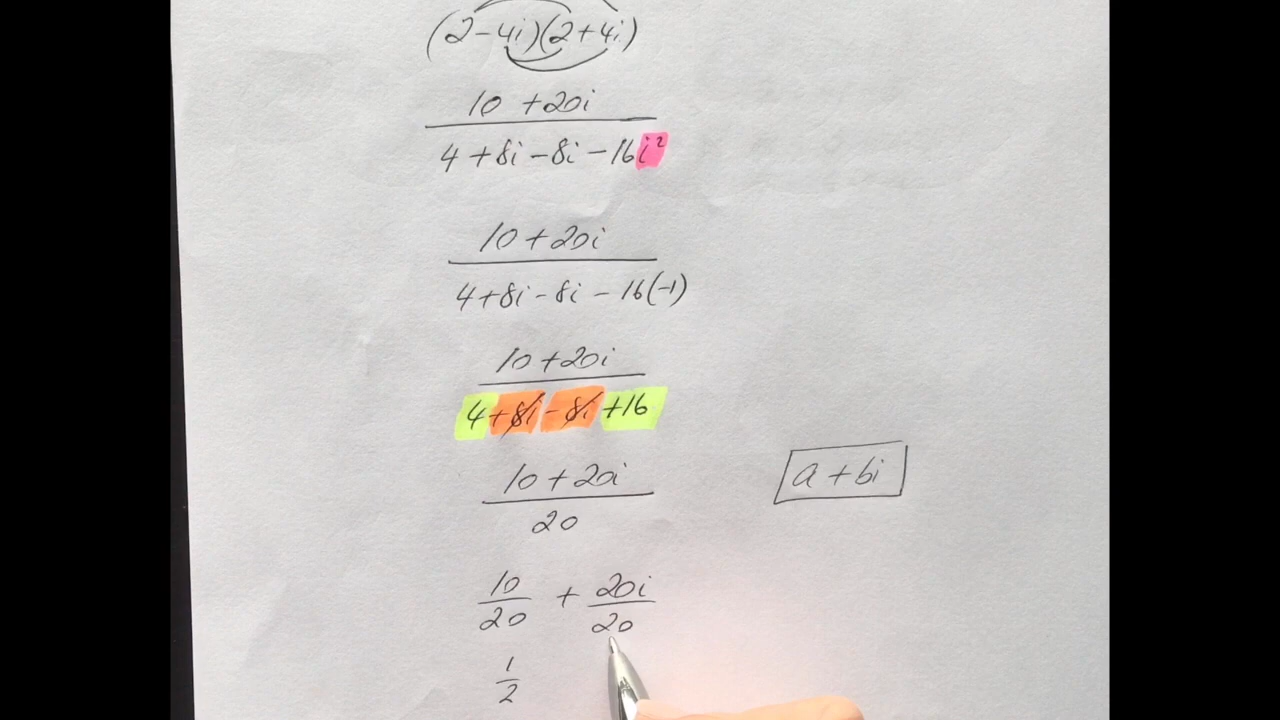 (2-4i)(2+4i)
10 +20i
4 +8i -8i -16i²
10+20i
4+8i-8i-16(-1)
10+20i
4+8i-8i+16
10+20i
20
a+bi
10 + 20i
20 20
1
2